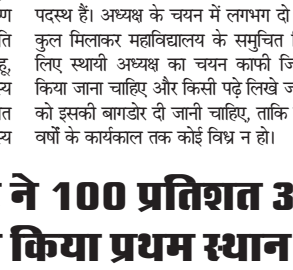 ण पदस्थ हैं। अध्यक्ष के चयन में लगभग दो
ति कुल मिलाकर महाविद्यालय के समुचित
हू, लिए स्थायी अध्यक्ष का चयन काफी जि
स्य किया जाना चाहिए और किसी पढ़े लिखे ज
त को इसकी बागडोर दी जानी चाहिए, ताकि
स्य वर्षों के कार्यकाल तक कोई विध्न न हो।
ने 100 प्रतिशत अ
किया प्रथम स्थान